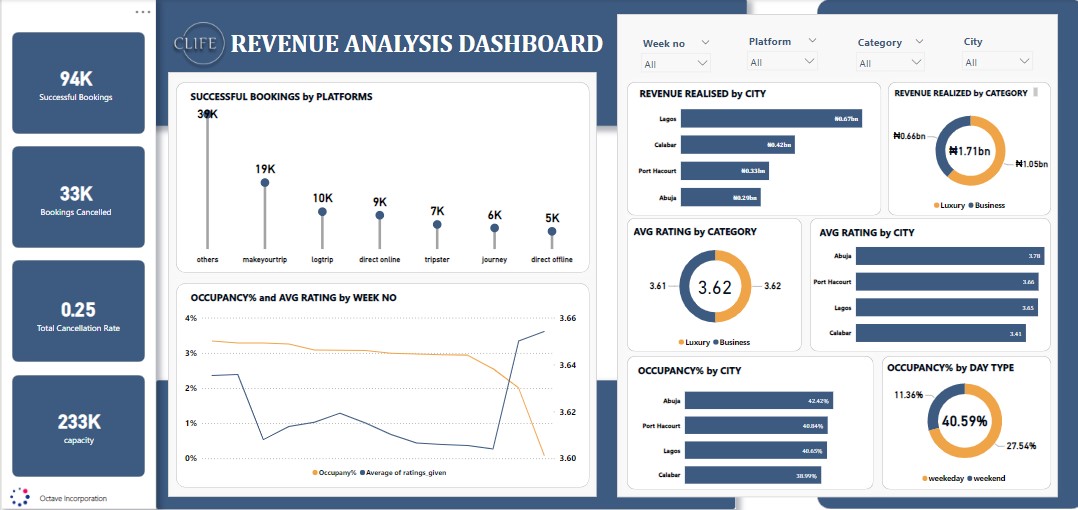 94K
Successful Bookings
33K
Bookings Cancelled
0.25
Total Cancellation Rate
233K
capacity
Octave Incorporation
CLIFE
REVENUE ANALYSIS DASHBOARD
SUCCESSFUL BOOKINGS by PLATFORMS
39K
19K
10K
9K
7K
6K
5K
others
makeyourtrip
logtrip
direct online
tripster
journey
direct offline
OCCUPANCY% and AVG RATING by WEEK NO
4%
3%
2%
1%
0%
3.66
3.64
3.62
3.60
Occupany% Average of ratings_given
Week no Platform Category City
All All All All
REVENUE REALISED by CITY
Lagos ₦0.67bn
Calabar ₦0.42bn
Port Hacourt ₦0.33bn
Abuja ₦0.29bn
REVENUE REALIZED by CATEGORY
₦0.66bn
₦1.71bn
₦1.05bn
Luxury Business
AVG RATING by CATEGORY
3.61
3.62
3.62
Luxury Business
AVG RATING by CITY
Abuja 3.70
Port Hacourt 3.66
Lagos 3.65
Calabar 3.41
OCCUPANCY% by CITY
Abuja 42.42%
Port Hacourt 40.84%
Lagos 40.65%
Calabar 38.99%
OCCUPANCY% by DAY TYPE
11.36%
40.59%
27.54%
weekeday weekend